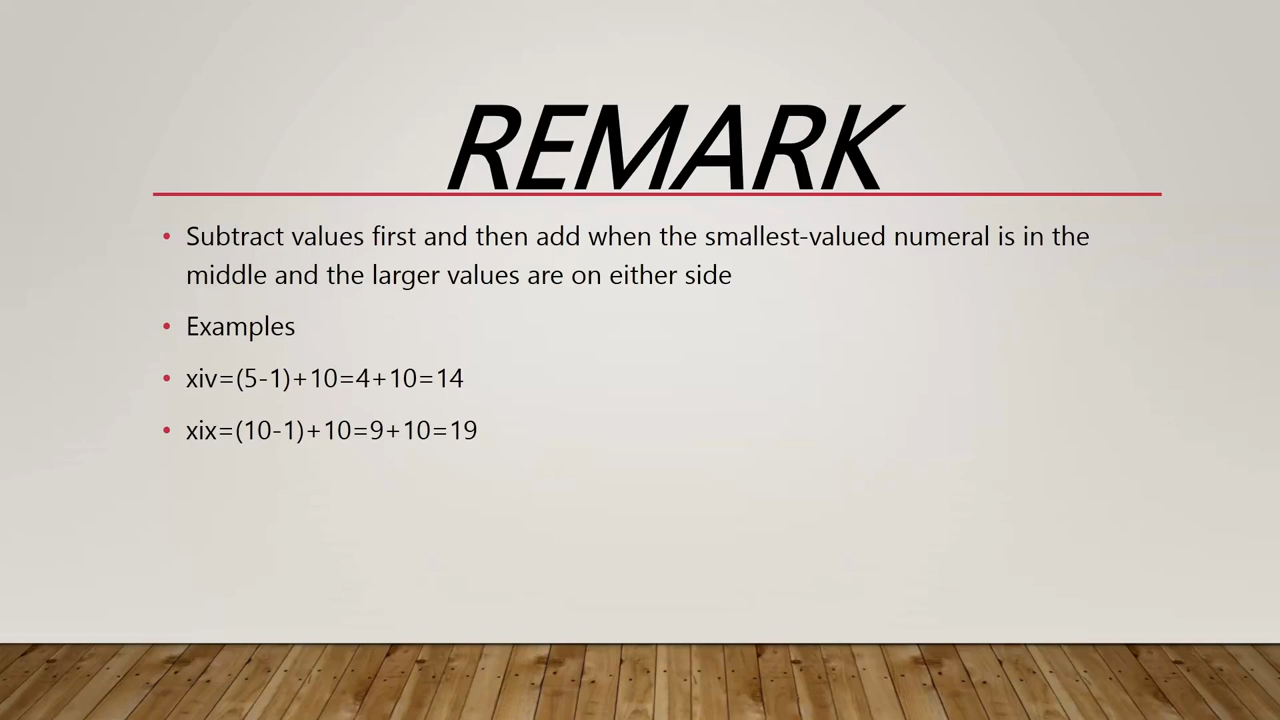 REMARK
• Subtract values first and then add when the smallest-valued numeral is in the
middle and the larger values are on either side
• Examples
• xiv=(5-1)+10=4+10=14
• xix=(10-1)+10=9+10=19